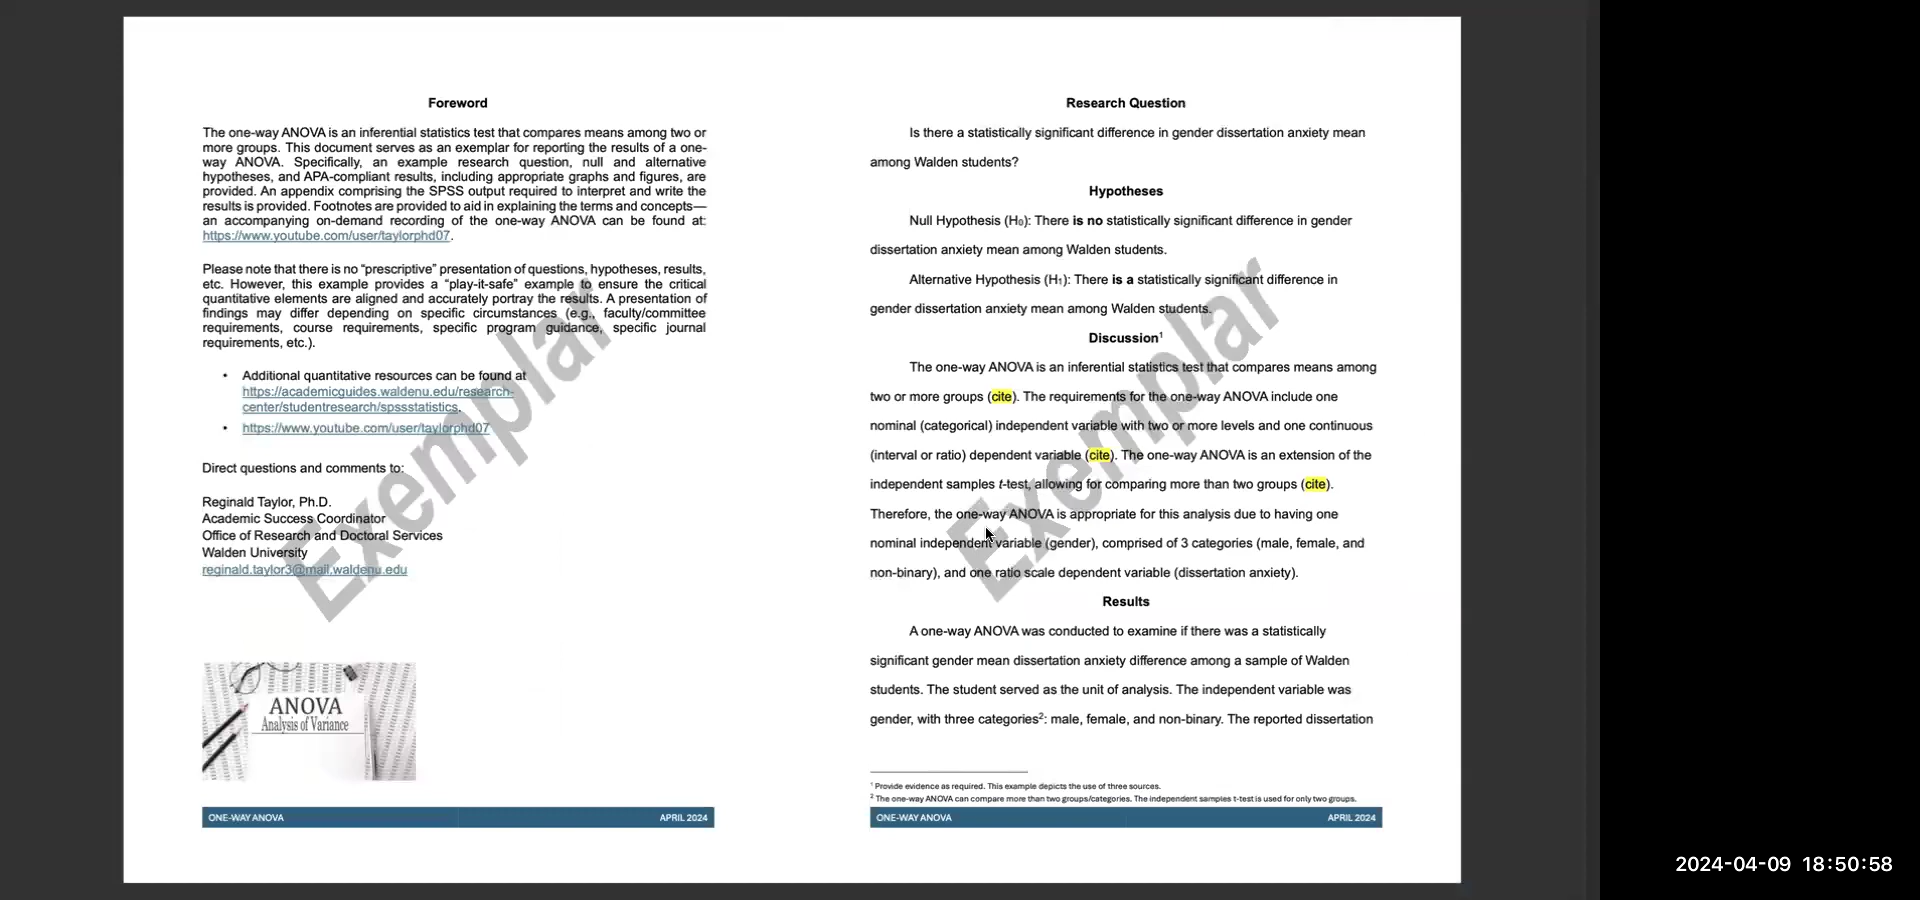 Foreword
The one-way ANOVA is an inferential statistics test that compares means among two or
more groups. This document serves as an exemplar for reporting the results of a one-
way ANOVA. Specifically, an example research question, null and alternative
hypotheses, and APA-compliant results, including appropriate graphs and figures, are
provided. An appendix comprising the SPSS output required to interpret and write the
results is provided. Footnotes are provided to aid in explaining the terms and concepts—
an accompanying on-demand recording of the one-way ANOVA can be found at:
https://www.youtube.com/user/taylorphd07.
Please note that there is no “prescriptive” presentation of questions, hypotheses, results,
etc. However, this example provides a “play-it-safe” example to ensure the critical
quantitative elements are aligned and accurately portray the results. A presentation of
findings may differ depending on specific circumstances (e.g., faculty/committee
requirements, course requirements, specific program guidance, specific journal
requirements, etc.).
• Additional quantitative resources can be found at
https://academicguides.waldenu.edu/research-
center/studentresearch/spssstatistics.
• https://www.youtube.com/user/taylorphd07
Direct questions and comments to:
Reginald Taylor, Ph.D.
Academic Success Coordinator
Office of Research and Doctoral Services
Walden University
reginald.taylor3@mail.waldenu.edu
Exemplar
ANOVA
Analysis of Variance
ONE-WAY ANOVA APRIL 2024
Research Question
Is there a statistically significant difference in gender dissertation anxiety mean
among Walden students?
Hypotheses
Null Hypothesis (H₀): There is no statistically significant difference in gender
dissertation anxiety mean among Walden students.
Alternative Hypothesis (H₁): There is a statistically significant difference in
gender dissertation anxiety mean among Walden students.
Discussion¹
The one-way ANOVA is an inferential statistics test that compares means among
two or more groups (cite). The requirements for the one-way ANOVA include one
nominal (categorical) independent variable with two or more levels and one continuous
(interval or ratio) dependent variable (cite). The one-way ANOVA is an extension of the
independent samples t-test, allowing for comparing more than two groups (cite).
Therefore, the one-way ANOVA is appropriate for this analysis due to having one
nominal independent variable (gender), comprised of 3 categories (male, female, and
non-binary), and one ratio scale dependent variable (dissertation anxiety).
Results
A one-way ANOVA was conducted to examine if there was a statistically
significant gender mean dissertation anxiety difference among a sample of Walden
students. The student served as the unit of analysis. The independent variable was
gender, with three categories²: male, female, and non-binary. The reported dissertation
Exemplar
¹ Provide evidence as required. This example depicts the use of three sources.
² The one-way ANOVA can compare more than two groups/categories. The independent samples t-test is used for only two groups.
ONE-WAY ANOVA APRIL 2024
2024-04-09 18:50:58